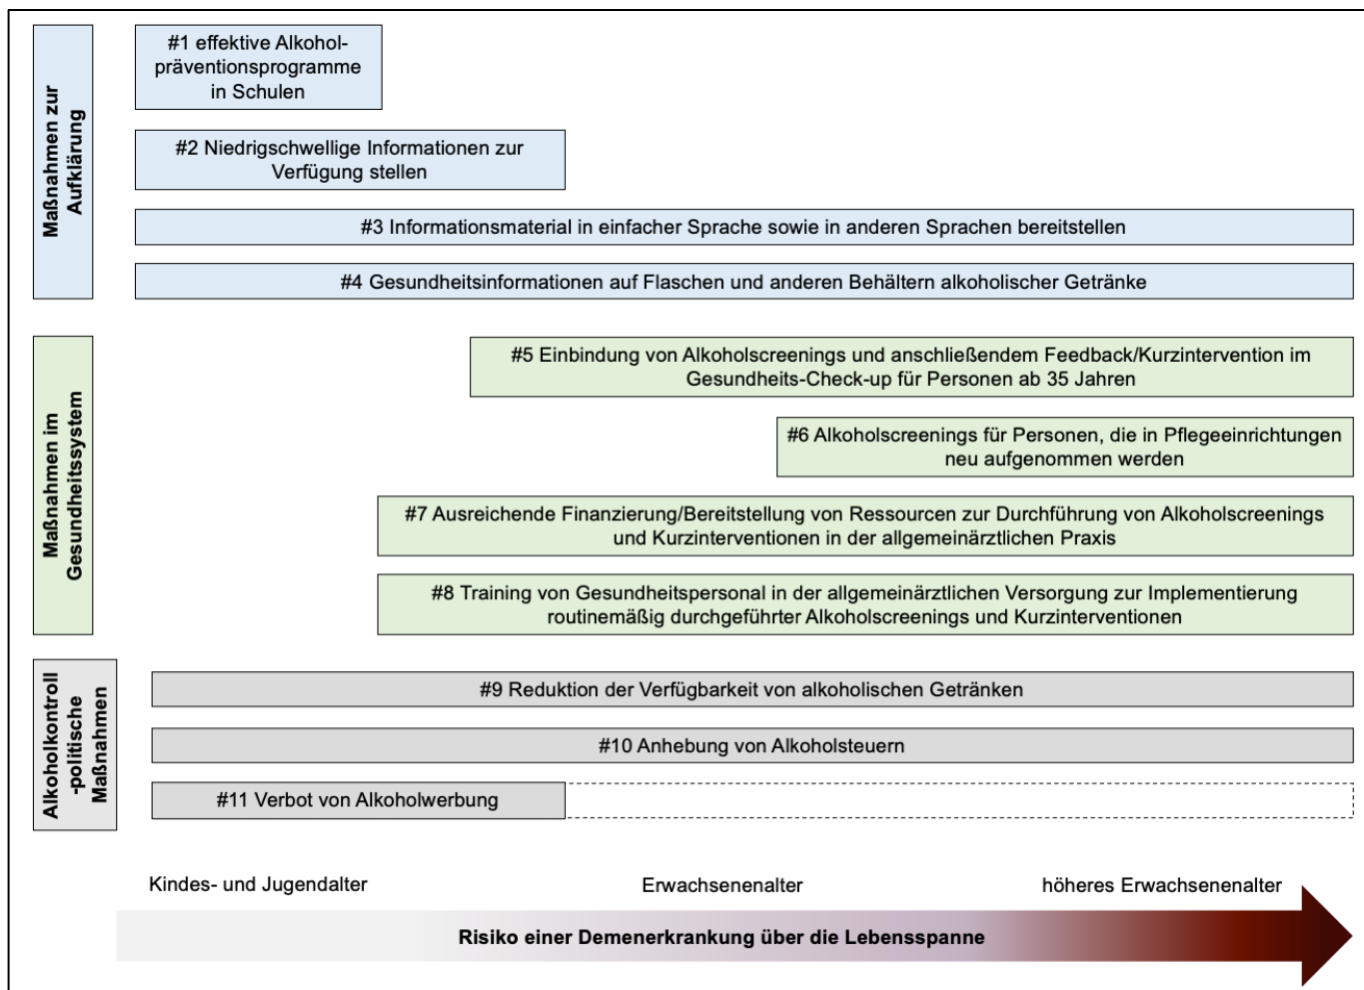 Maßnahmen zur
Aufklärung
#1 effektive Alkohol-
präventionsprogramme
in Schulen
#2 Niedrigschwellige Informationen zur
Verfügung stellen
#3 Informationsmaterial in einfacher Sprache sowie in anderen Sprachen bereitstellen
#4 Gesundheitsinformationen auf Flaschen und anderen Behältern alkoholischer Getränke
Maßnahmen im
Gesundheitssystem
#5 Einbindung von Alkoholscreenings und anschließendem Feedback/Kurzintervention im
Gesundheits-Check-up für Personen ab 35 Jahren
#6 Alkoholscreenings für Personen, die in Pflegeeinrichtungen
neu aufgenommen werden
#7 Ausreichende Finanzierung/Bereitstellung von Ressourcen zur Durchführung von Alkoholscreenings
und Kurzinterventionen in der allgemeinärztlichen Praxis
#8 Training von Gesundheitspersonal in der allgemeinärztlichen Versorgung zur Implementierung
routinemäßig durchgeführter Alkoholscreenings und Kurzinterventionen
Alkoholkontroll
-politische
Maßnahmen
#9 Reduktion der Verfügbarkeit von alkoholischen Getränken
#10 Anhebung von Alkoholsteuern
#11 Verbot von Alkoholwerbung
Kindes- und Jugendalter
Erwachsenenalter
höheres Erwachsenenalter
Risiko einer Demenerkrankung über die Lebensspanne